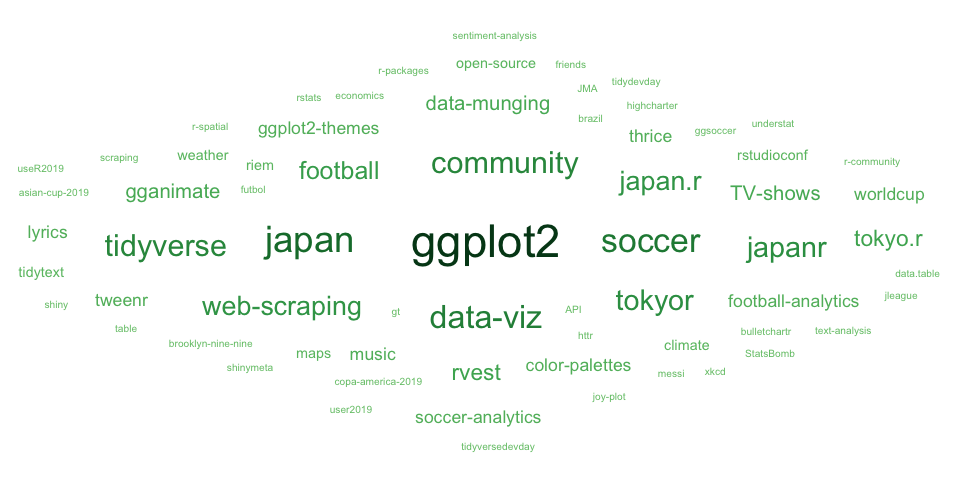 sentiment-analysis
r-packages open-source friends
rstats economics data-munging JMA tidydevday
r-spatial ggplot2-themes brazil highcharter
thrice ggsoccer understat
useR2019 scraping weather riem football community rstudioconf r-community
asian-cup-2019 gganimate futbol japan.r TV-shows worldcup
lyrics tidyverse japan ggplot2 soccer japanr tokyo.r
tidytext data.table
shiny tweenr web-scraping gt data-viz API tokyor football-analytics jleague
table httr bulletchartr text-analysis
brooklyn-nine-nine maps music climate StatsBomb
shinymeta rvest color-palettes messi xkcd
copa-america-2019 joy-plot
user2019 soccer-analytics
tidyversedevday